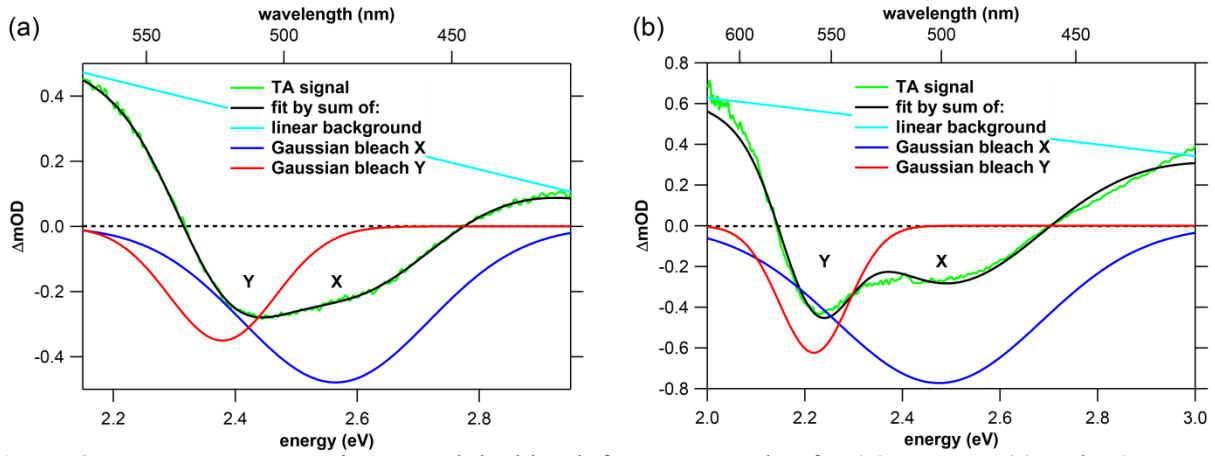 (a)
wavelength (nm)
550
500
450
TA signal
fit by sum of:
linear background
Gaussian bleach X
Gaussian bleach Y
ΔmOD
0.4
0.2
0.0
-0.2
-0.4
Y
X
2.2
2.4
2.6
2.8
energy (eV)
(b)
wavelength (nm)
600
550
500
450
TA signal
fit by sum of:
linear background
Gaussian bleach X
Gaussian bleach Y
ΔmOD
0.8
0.6
0.4
0.2
0.0
-0.2
-0.4
-0.6
-0.8
Y
X
2.0
2.2
2.4
2.6
2.8
3.0
energy (eV)